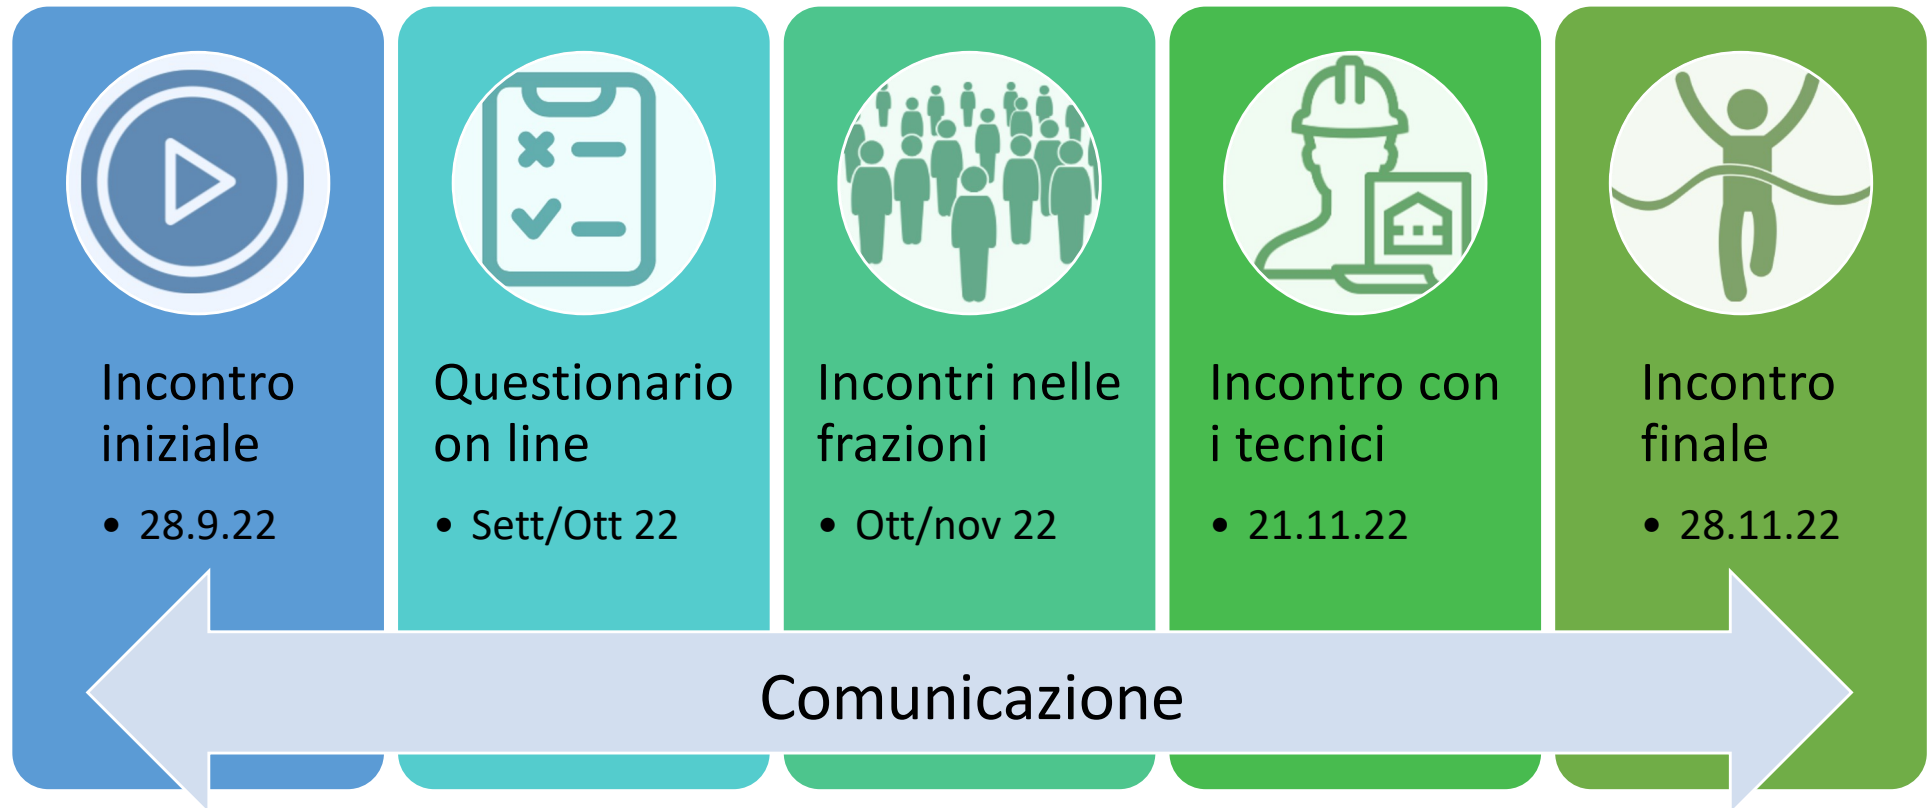 Incontro
iniziale
• 28.9.22
Questionario
on line
• Sett/Ott 22
Incontri nelle
frazioni
• Ott/nov 22
Incontro con
i tecnici
• 21.11.22
Incontro
finale
• 28.11.22
Comunicazione